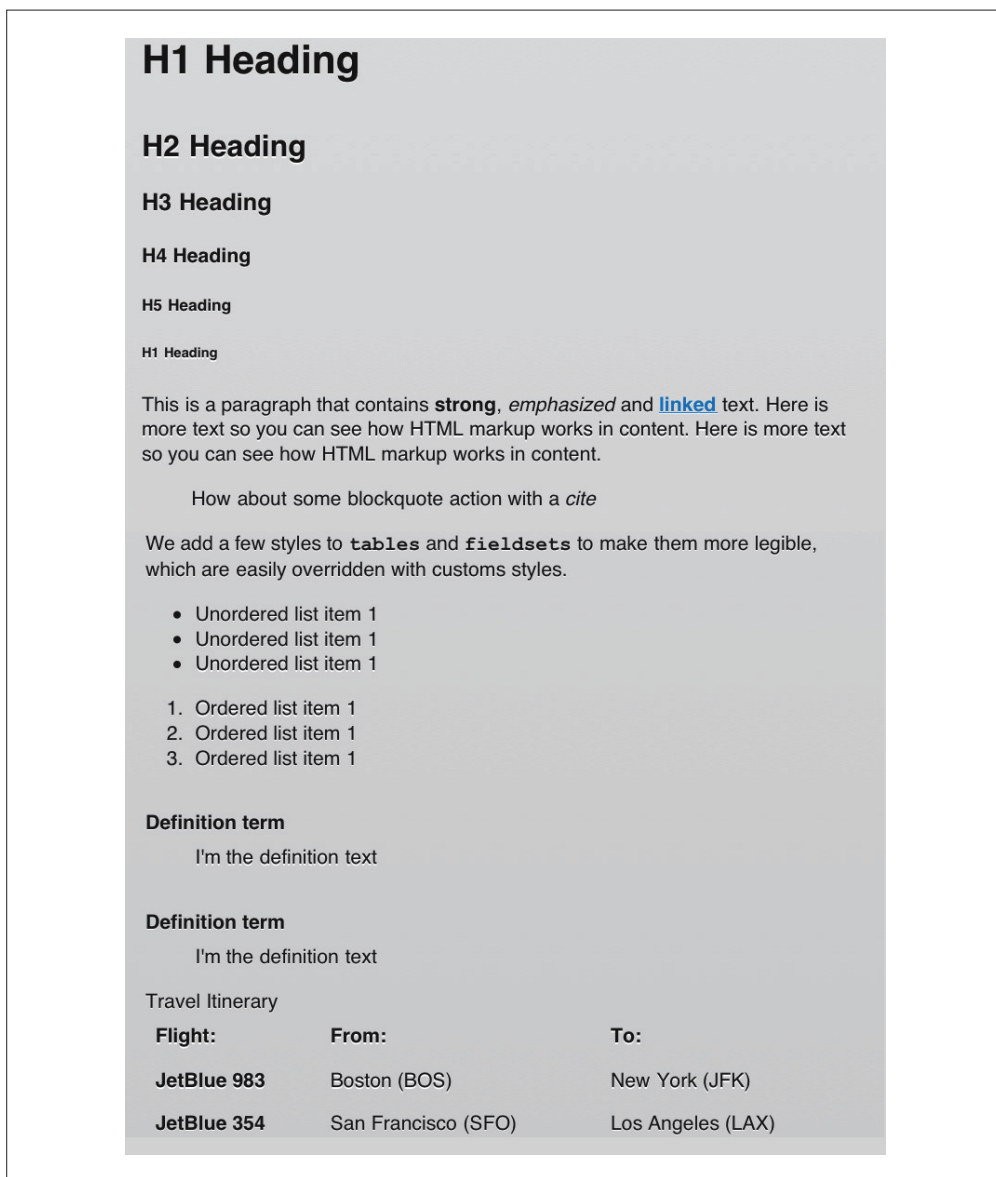 H1 Heading
H2 Heading
H3 Heading
H4 Heading
H5 Heading
H1 Heading
This is a paragraph that contains strong, emphasized and linked text. Here is
more text so you can see how HTML markup works in content. Here is more text
so you can see how HTML markup works in content.
How about some blockquote action with a cite
We add a few styles to tables and fieldsets to make them more legible,
which are easily overridden with customs styles.
• Unordered list item 1
• Unordered list item 1
• Unordered list item 1
1. Ordered list item 1
2. Ordered list item 1
3. Ordered list item 1
Definition term
I'm the definition text
Definition term
I'm the definition text
Travel Itinerary
Flight: From: To:
JetBlue 983 Boston (BOS) New York (JFK)
JetBlue 354 San Francisco (SFO) Los Angeles (LAX)